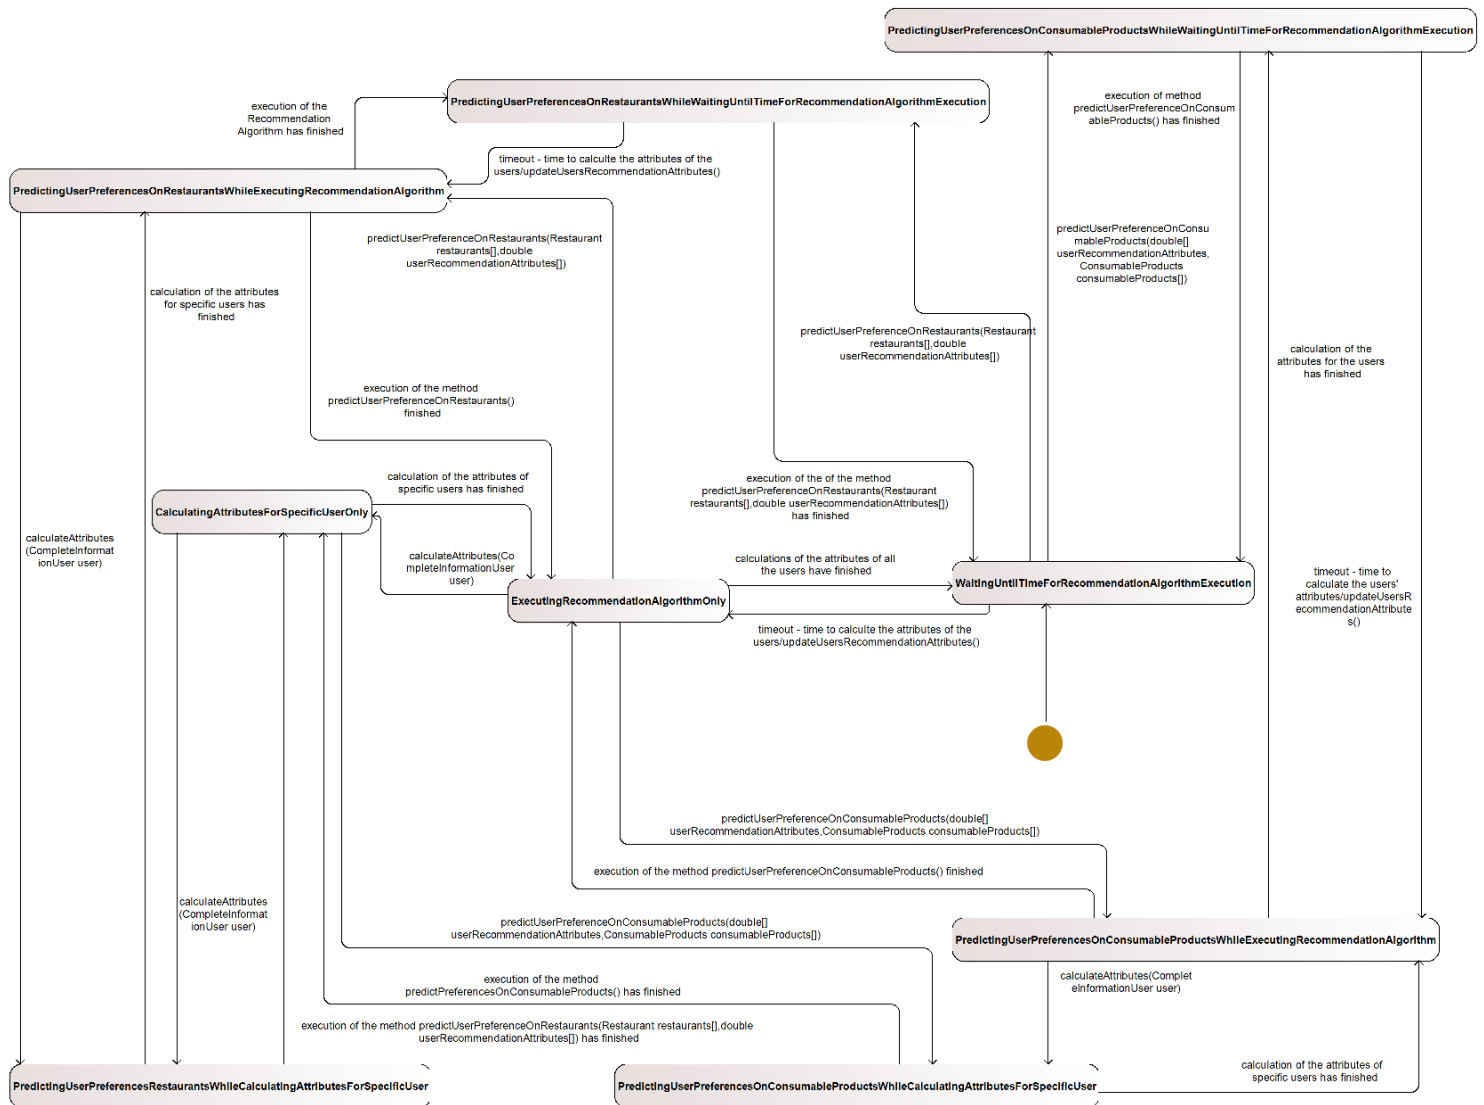 PredictingUserPreferencesOnConsumableProductsWhileWaitingUntilTimeForRecommendationAlgorithmExecution
PredictingUserPreferencesOnRestaurantsWhileWaitingUntilTimeForRecommendationAlgorithmExecution
execution of the
Recommendation
Algorithm has finished
execution of method
predictUserPreferenceOnConsum
ableProducts() has finished
timeout - time to calculte the attributes of the
users/updateUsersRecommendationAttributes()
PredictingUserPreferencesOnRestaurantsWhileExecutingRecommendationAlgorithm
predictUserPreferenceOnRestaurants(Restaurant
restaurants[],double
userRecommendationAttributes[])
predictUserPreferenceOnConsu
mableProducts(double[]
userRecommendationAttributes,
ConsumableProducts
consumableProducts[])
calculation of the attributes
for specific users has
finished
predictUserPreferenceOnRestaurants(Restaurant
restaurants[],double
userRecommendationAttributes[])
calculation of the
attributes for the users
has finished
execution of the method
predictUserPreferenceOnRestaurants()
finished
calculation of the attributes of
specific users has finished
execution of the of the method
predictUserPreferenceOnRestaurants(Restaurant
restaurants[],double userRecommendationAttributes[])
has finished
CalculatingAttributesForSpecificUserOnly
calculateAttributes
(CompleteInformat
ionUser user)
calculateAttributes(Co
mpleteInformationUser
user)
calculations of the attributes of all
the users have finished
ExecutingRecommendationAlgorithmOnly
WaitingUntilTimeForRecommendationAlgorithmExecution
timeout - time to
calculate the users'
attributes/updateUsersR
ecommendationAttribute
s()
timeout - time to calculte the attributes of the
users/updateUsersRecommendationAttributes()
predictUserPreferenceOnConsumableProducts(double[]
userRecommendationAttributes,ConsumableProducts consumableProducts[])
execution of the method predictUserPreferenceOnConsumableProducts() finished
calculateAttributes
(CompleteInformat
ionUser user)
predictUserPreferenceOnConsumableProducts(double[]
userRecommendationAttributes,ConsumableProducts consumableProducts[])
PredictingUserPreferencesOnConsumableProductsWhileExecutingRecommendationAlgorithm
execution of the method
predictPreferencesOnConsumableProducts() has finished
calculateAttributes(Complet
eInformationUser user)
execution of the method predictUserPreferenceOnRestaurants(Restaurant restaurants[],double
userRecommendationAttributes[]) has finished
calculation of the attributes of
specific users has finished
PredictingUserPreferencesRestaurantsWhileCalculatingAttributesForSpecificUser
PredictingUserPreferencesOnConsumableProductsWhileCalculatingAttributesForSpecificUser